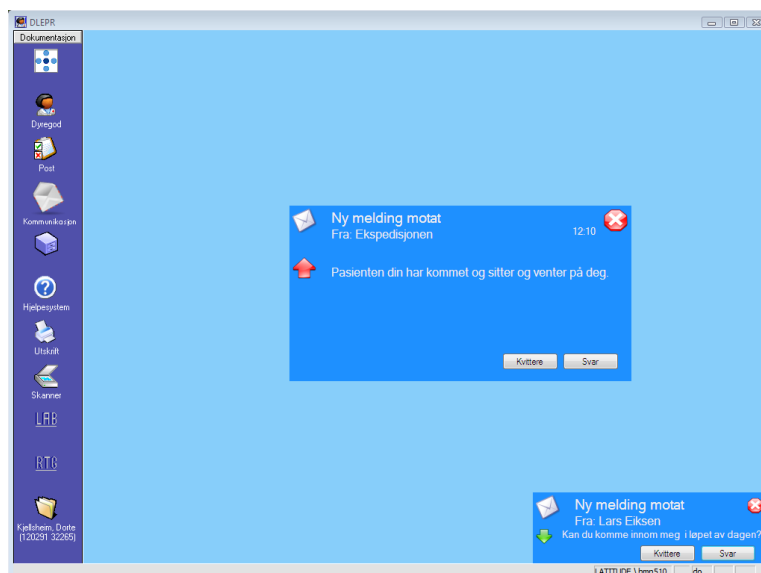 DLEPR
Dokumentasjon
Dyregod
Post
Kommunikasjon
Hjelpesystem
Utskrift
Skanner
LAB
RTG
Kjellsheim, Dorte
(120291 32265)
Ny melding motat
Fra: Ekspedisjonen
12:10
Pasienten din har kommet og sitter og venter på deg.
Kvittere
Svar
Ny melding motat
Fra: Lars Eiksen
Kan du komme innom meg i løpet av dagen?
Kvittere
Svar